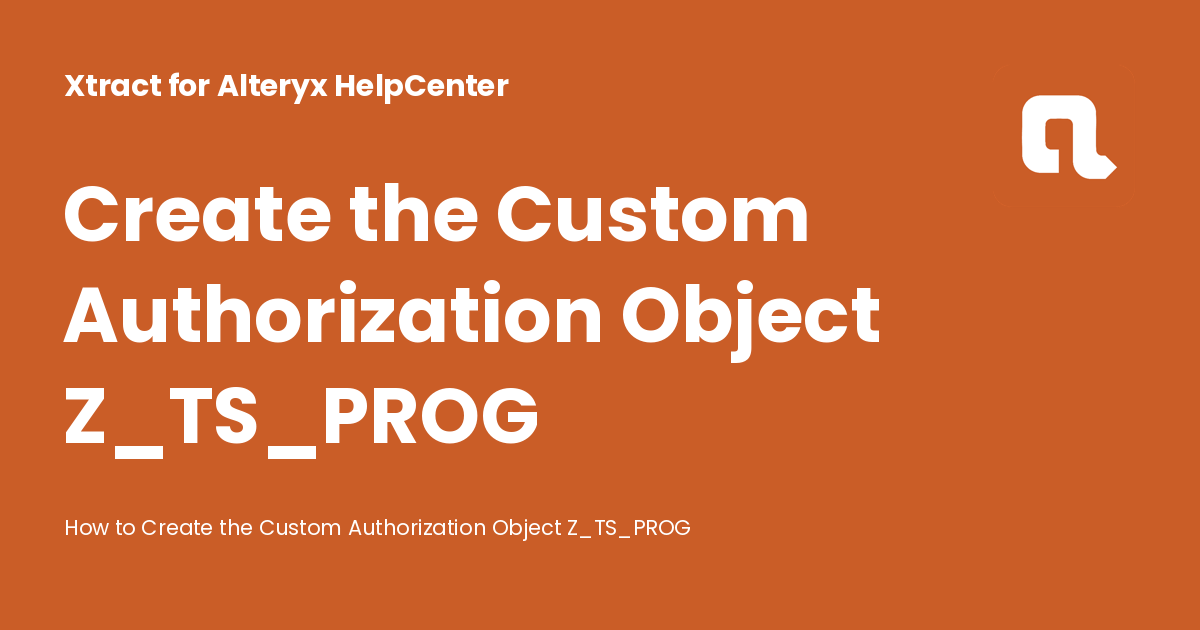 Xtract for Alteryx HelpCenter
Create the Custom
Authorization Object
Z_TS_PROG
How to Create the Custom Authorization Object Z_TS_PROG